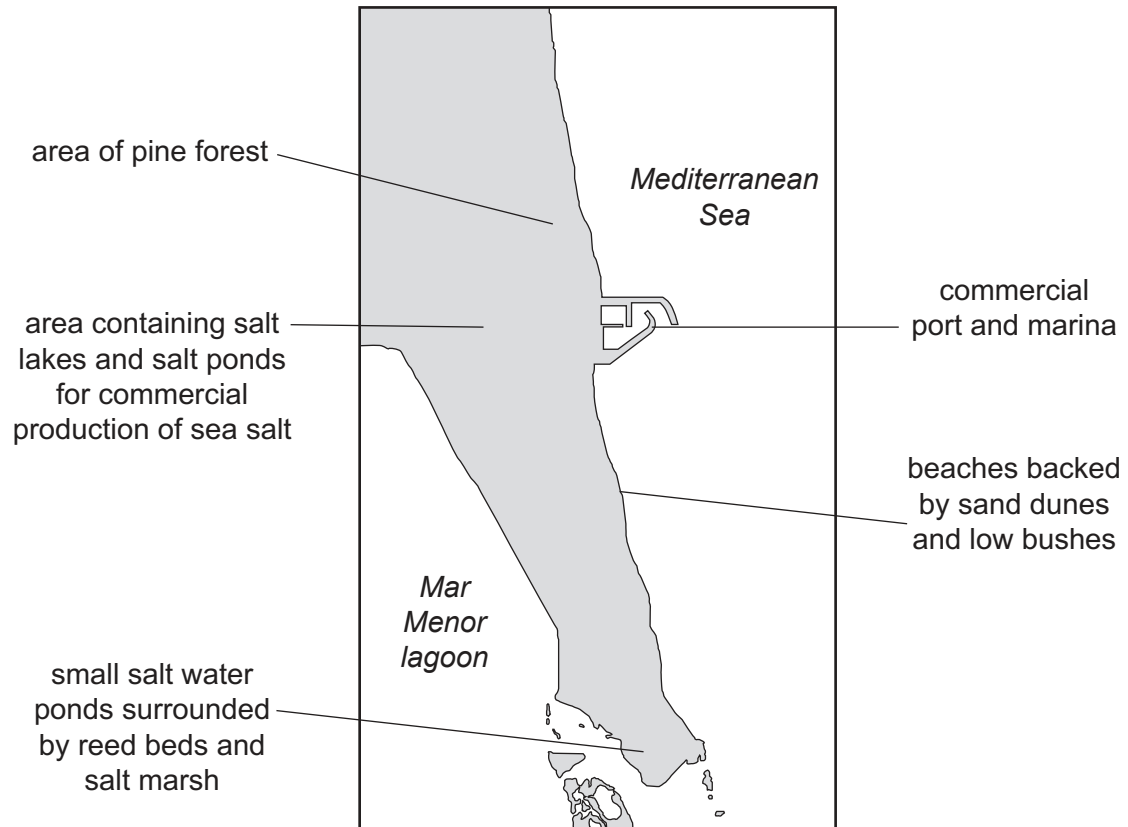 area of pine forest
Mediterranean
Sea
commercial
port and marina
area containing salt
lakes and salt ponds
for commercial
production of sea salt
beaches backed
by sand dunes
and low bushes
Mar
Menor
lagoon
small salt water
ponds surrounded
by reed beds and
salt marsh